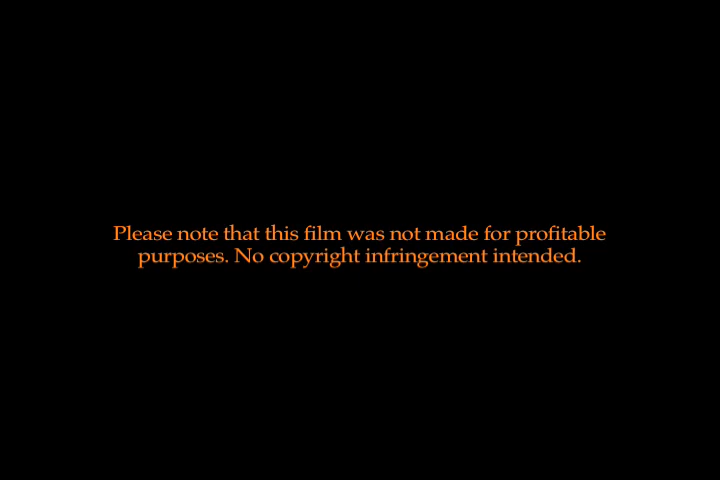 Please note that this film was not made for profitable
purposes. No copyright infringement intended.